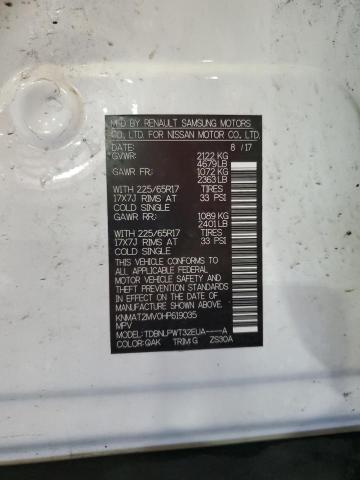 MFD BY RENAULT SAMSUNG MOTORS
CO., LTD. FOR NISSAN MOTOR CO., LTD.
DATE: 8 / 17
GVWR: 2122 KG
4679 LB
GAWR FR: 1072 KG
2363 LB
WITH 225/65R17 TIRES
17X7J RIMS AT 33 PSI
COLD SINGLE
GAWR RR: 1089 KG
2401 LB
WITH 225/65R17 TIRES
17X7J RIMS AT 33 PSI
COLD SINGLE
THIS VEHICLE CONFORMS TO ALL
APPLICABLE FEDERAL
MOTOR VEHICLE SAFETY AND THEFT
PREVENTION STANDARDS
IN EFFECT ON THE DATE OF
MANUFACTURE SHOWN ABOVE.
KNMAT2MV0HP619035
MPV
MODEL: TDBNLPWT32EUA----A
COLOR: QAK TRIM: G ZS30A